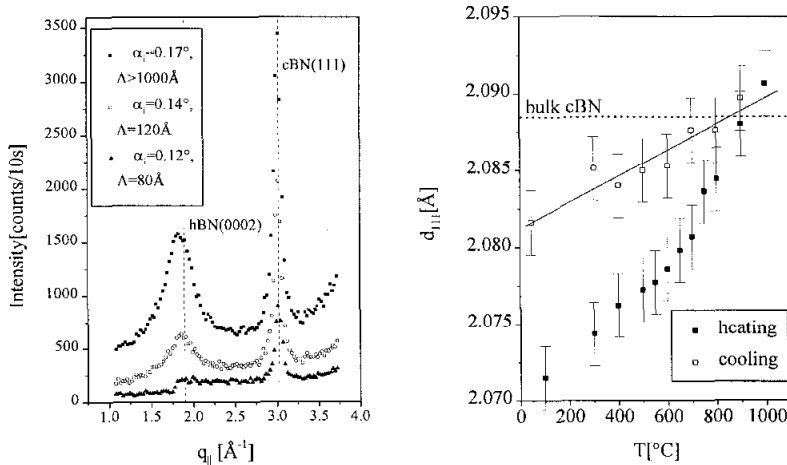 3500
3000
2500
2000
1500
1000
500
0
Intensity[counts/10s]
αi=0.17°,
Λ>1000Å
αi=0.14°,
Λ=120Å
αi=0.12°,
Λ=80Å
cBN(111)
hBN(0002)
1.0
1.5
2.0
2.5
3.0
3.5
4.0
q||[Å-1]
2.095
2.090
2.085
2.080
2.075
2.070
d111[Å]
bulk cBN
heating
cooling
0
200
400
600
800
1000
T[°C]